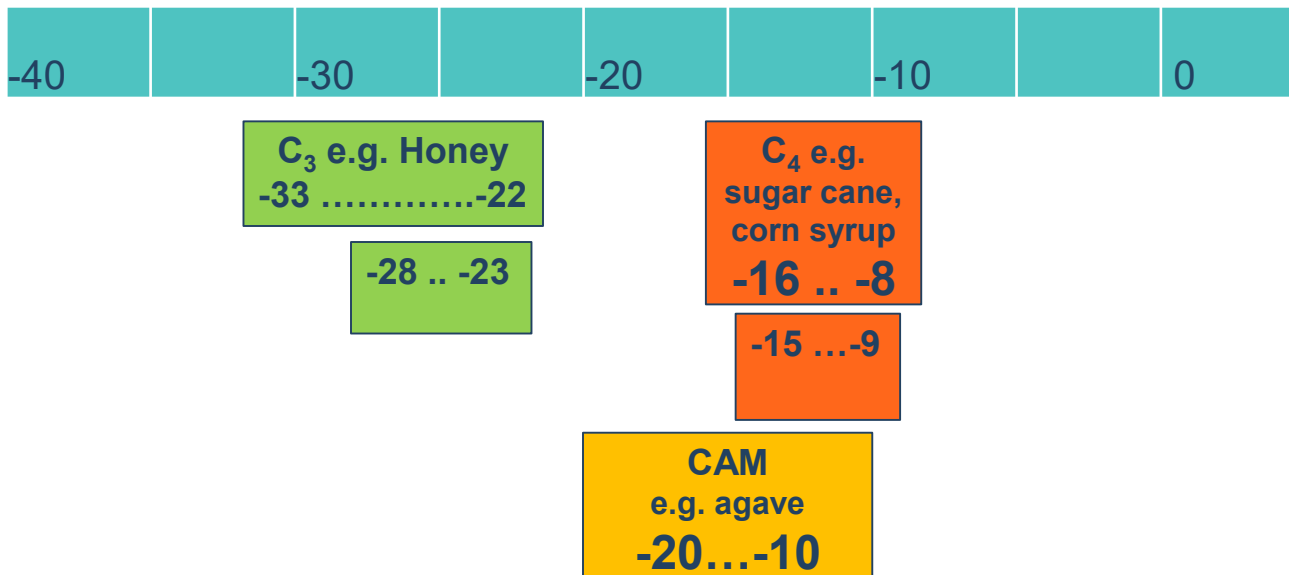 -40 -30 -20 -10 0
C₃ e.g. Honey
-33 ………….-22
-28 .. -23
C₄ e.g.
sugar cane,
corn syrup
-16 .. -8
-15 …-9
CAM
e.g. agave
-20…-10